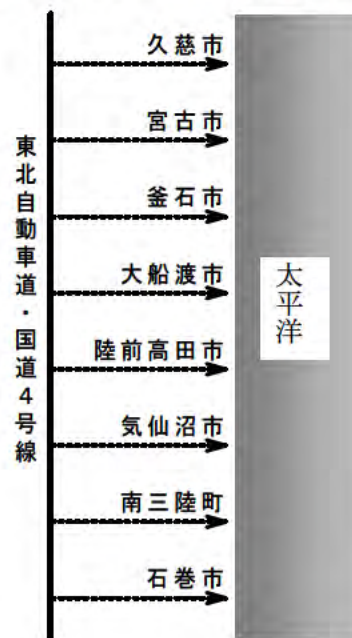 久慈市
宮古市
釜石市
大船渡市
陸前高田市
気仙沼市
南三陸町
石巻市
東北自動車道・国道4号線
太平洋